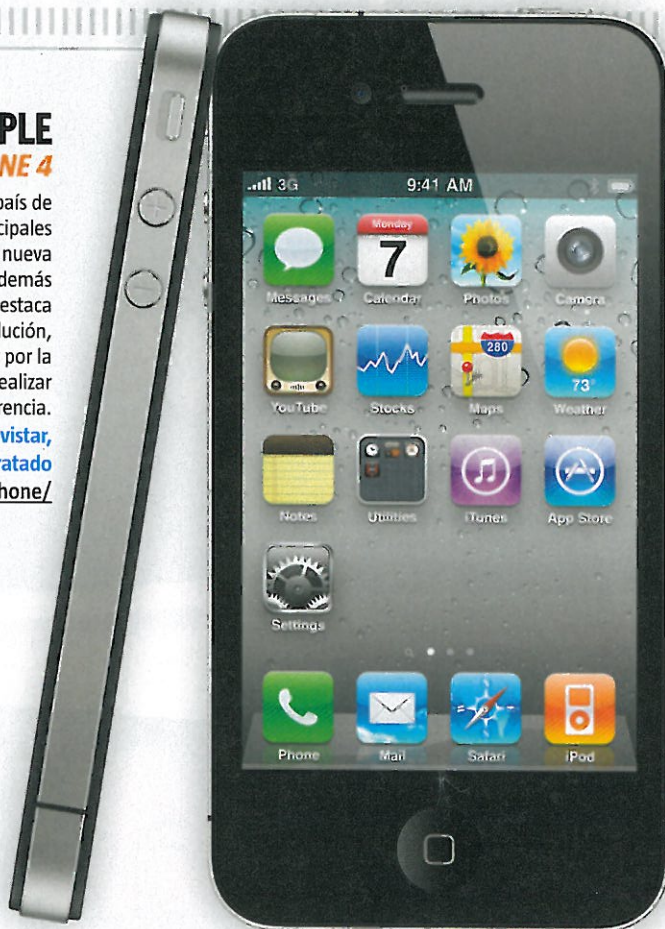 PLE
NE 4
país de
cipales
nueva
demás
estaca
lución,
por la
ealizar
rencia.
vistar,
ratado
hone/
3G 9:41 AM
Monday
7
Messages Calendar Photos Camera
280
73°
YouTube Stocks Maps Weather
Notes Utilities iTunes App Store
Settings
Phone Mail Safari iPod